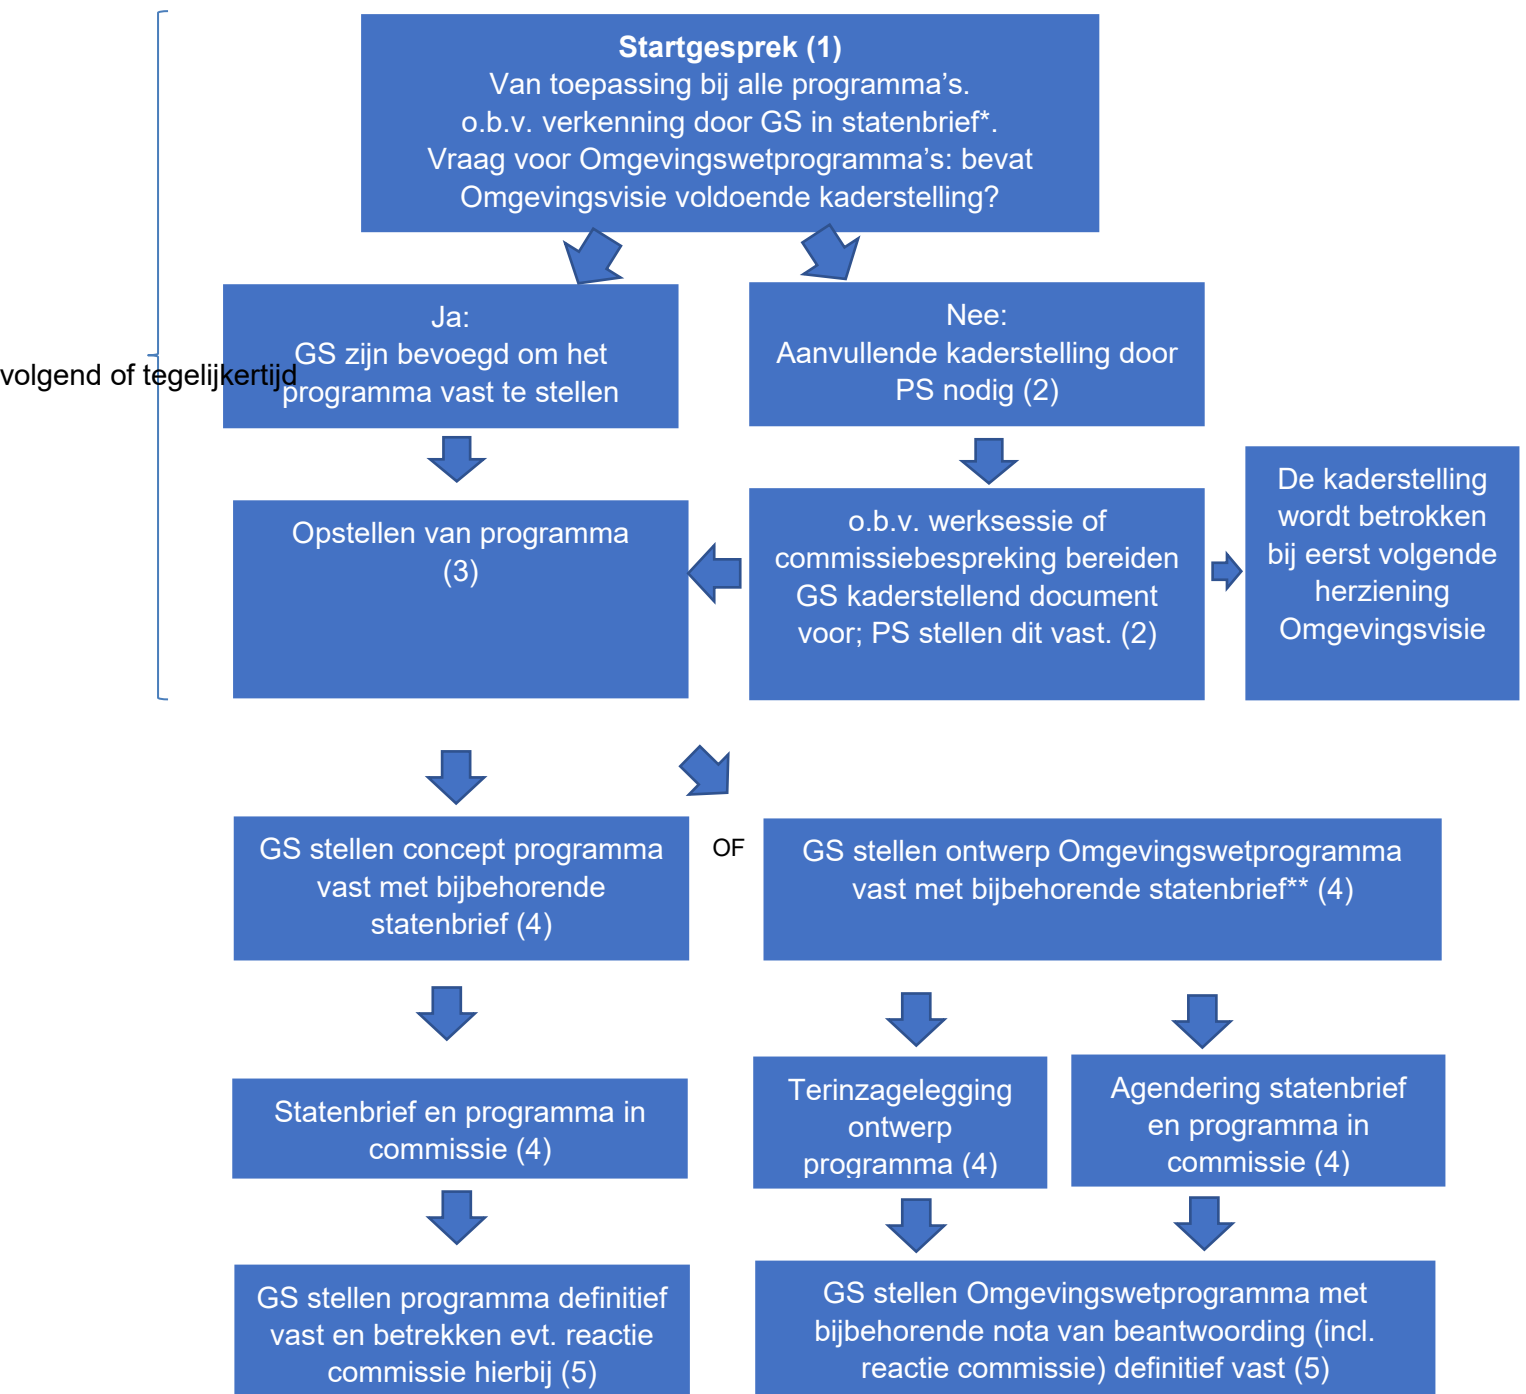 Startgesprek (1)
Van toepassing bij alle programma’s.
o.b.v. verkenning door GS in statenbrief*.
Vraag voor Omgevingswetprogramma’s: bevat
Omgevingsvisie voldoende kaderstelling?
Ja:
GS zijn bevoegd om het
programma vast te stellen
Nee:
Aanvullende kaderstelling door
PS nodig (2)
volgend of tegelijkertijd
Opstellen van programma
(3)
o.b.v. werksessie of
commissiebespreking bereiden
GS kaderstellend document
voor; PS stellen dit vast. (2)
De kaderstelling
wordt betrokken
bij eerst volgende
herziening
Omgevingsvisie
GS stellen concept programma
vast met bijbehorende
statenbrief (4)
OF
GS stellen ontwerp Omgevingswetprogramma
vast met bijbehorende statenbrief** (4)
Statenbrief en programma in
commissie (4)
Terinzagelegging
ontwerp
programma (4)
Agendering statenbrief
en programma in
commissie (4)
GS stellen programma definitief
vast en betrekken evt. reactie
commissie hierbij (5)
GS stellen Omgevingswetprogramma met
bijbehorende nota van beantwoording (incl.
reactie commissie) definitief vast (5)